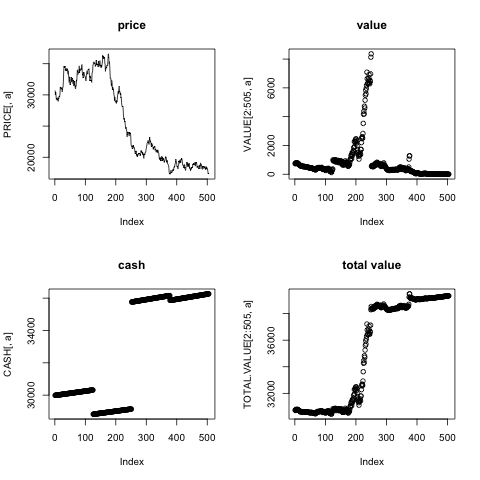 price
PRICE[, a]
20000
30000
0 100 200 300 400 500
Index
value
VALUE[2:505, a]
0
2000
6000
0 100 200 300 400 500
Index
cash
CASH[, a]
30000
34000
0 100 200 300 400 500
Index
total value
TOTAL.VALUE[2:505, a]
32000
36000
0 100 200 300 400 500
Index